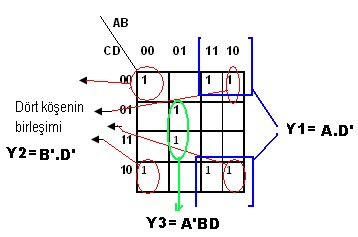 AB
CD 00 01 11 10
00 1 1 1
01 1
Dört köşenin
birleşimi
Y1= A.D'
11 1
Y2= B'.D'
10 1 1 1
Y3= A'BD